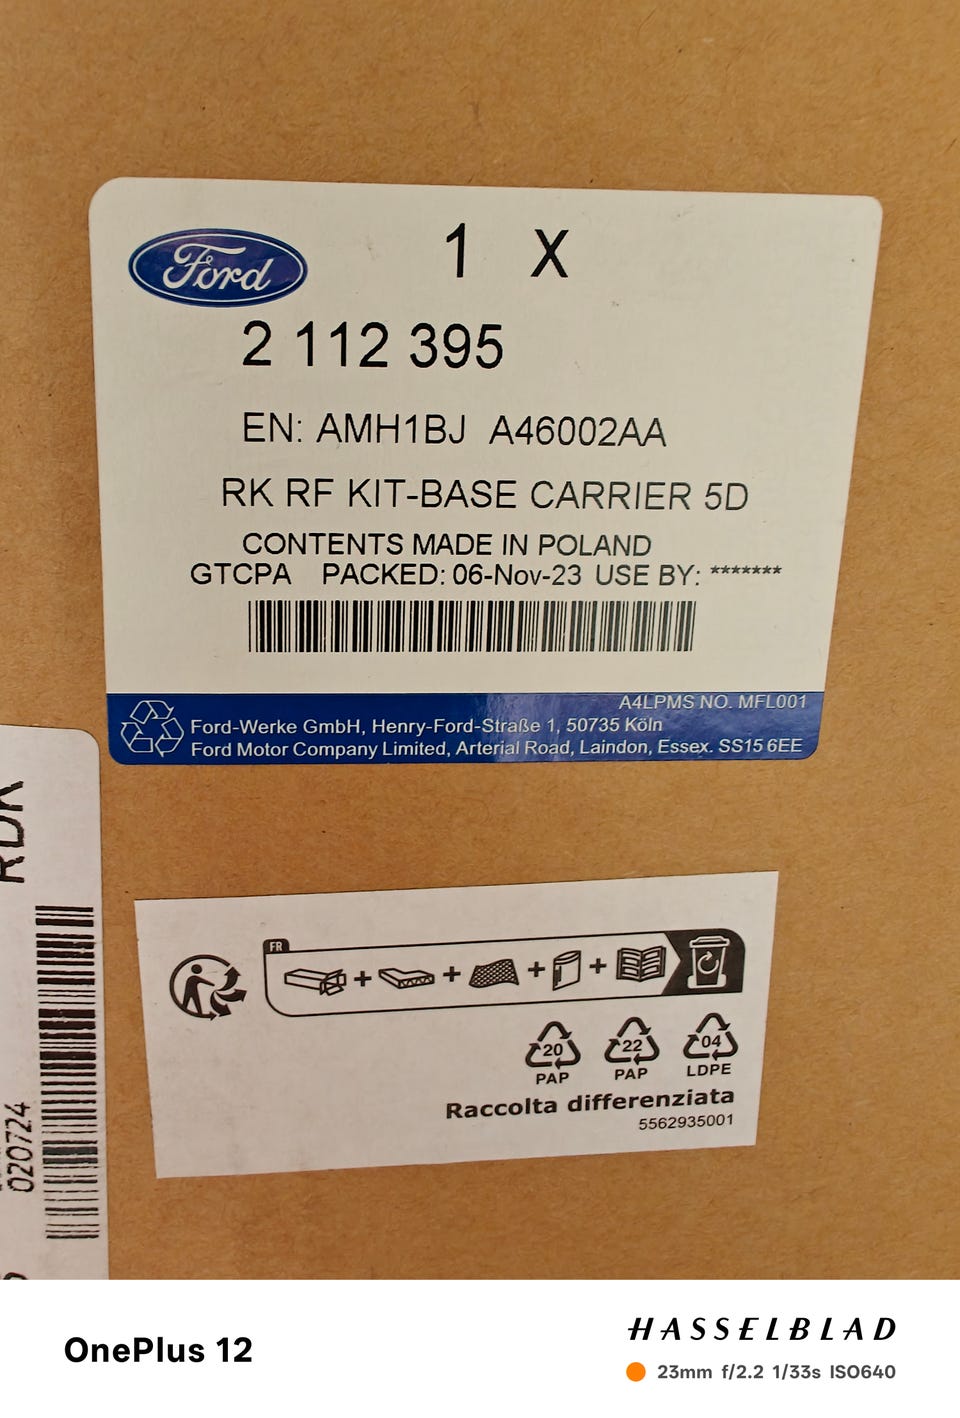 Ford
1 X
2 112 395
EN: AMH1BJ A46002AA
RK RF KIT-BASE CARRIER 5D
CONTENTS MADE IN POLAND
GTCPA PACKED: 06-Nov-23 USE BY: *******
A4LPMS NO. MFL001
Ford-Werke GmbH, Henry-Ford-Straße 1, 50735 Köln
Ford Motor Company Limited, Arterial Road, Laindon, Essex. SS15 6EE
RDK
020724
FR
+ + + +
20 22 04
PAP PAP LDPE
Raccolta differenziata
5562935001
OnePlus 12
HASSELBLAD
23mm f/2.2 1/33s ISO640